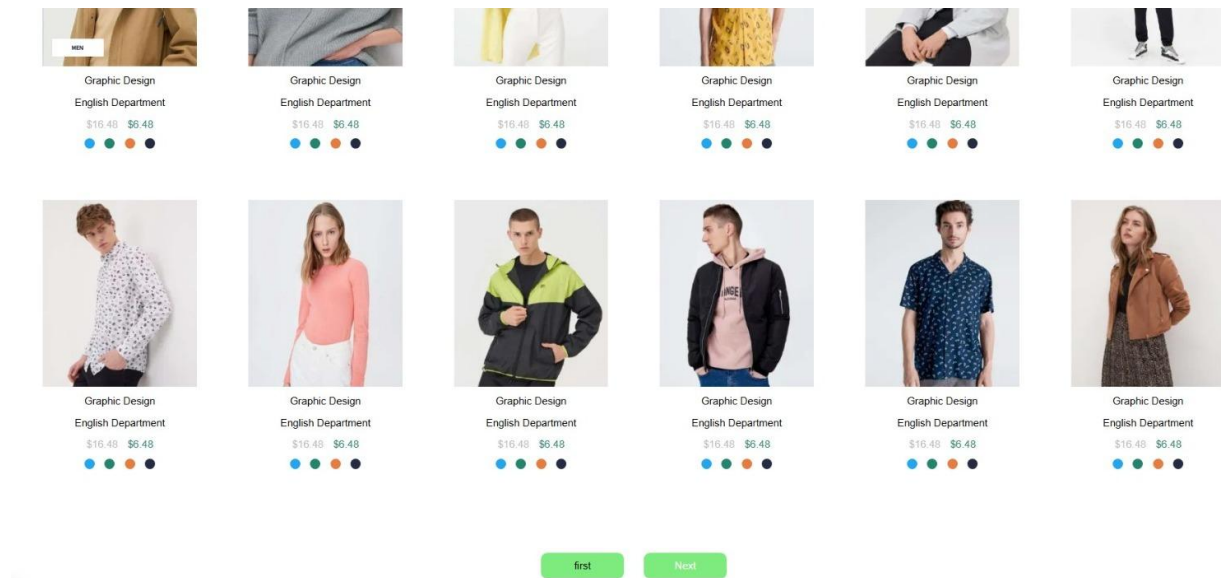 MEN
Graphic Design Graphic Design Graphic Design Graphic Design Graphic Design Graphic Design
English Department English Department English Department English Department English Department English Department
$16.48 $6.48 $16.48 $6.48 $16.48 $6.48 $16.48 $6.48 $16.48 $6.48 $16.48 $6.48
ANGE
Graphic Design Graphic Design Graphic Design Graphic Design Graphic Design Graphic Design
English Department English Department English Department English Department English Department English Department
$16.48 $6.48 $16.48 $6.48 $16.48 $6.48 $16.48 $6.48 $16.48 $6.48 $16.48 $6.48
first Next